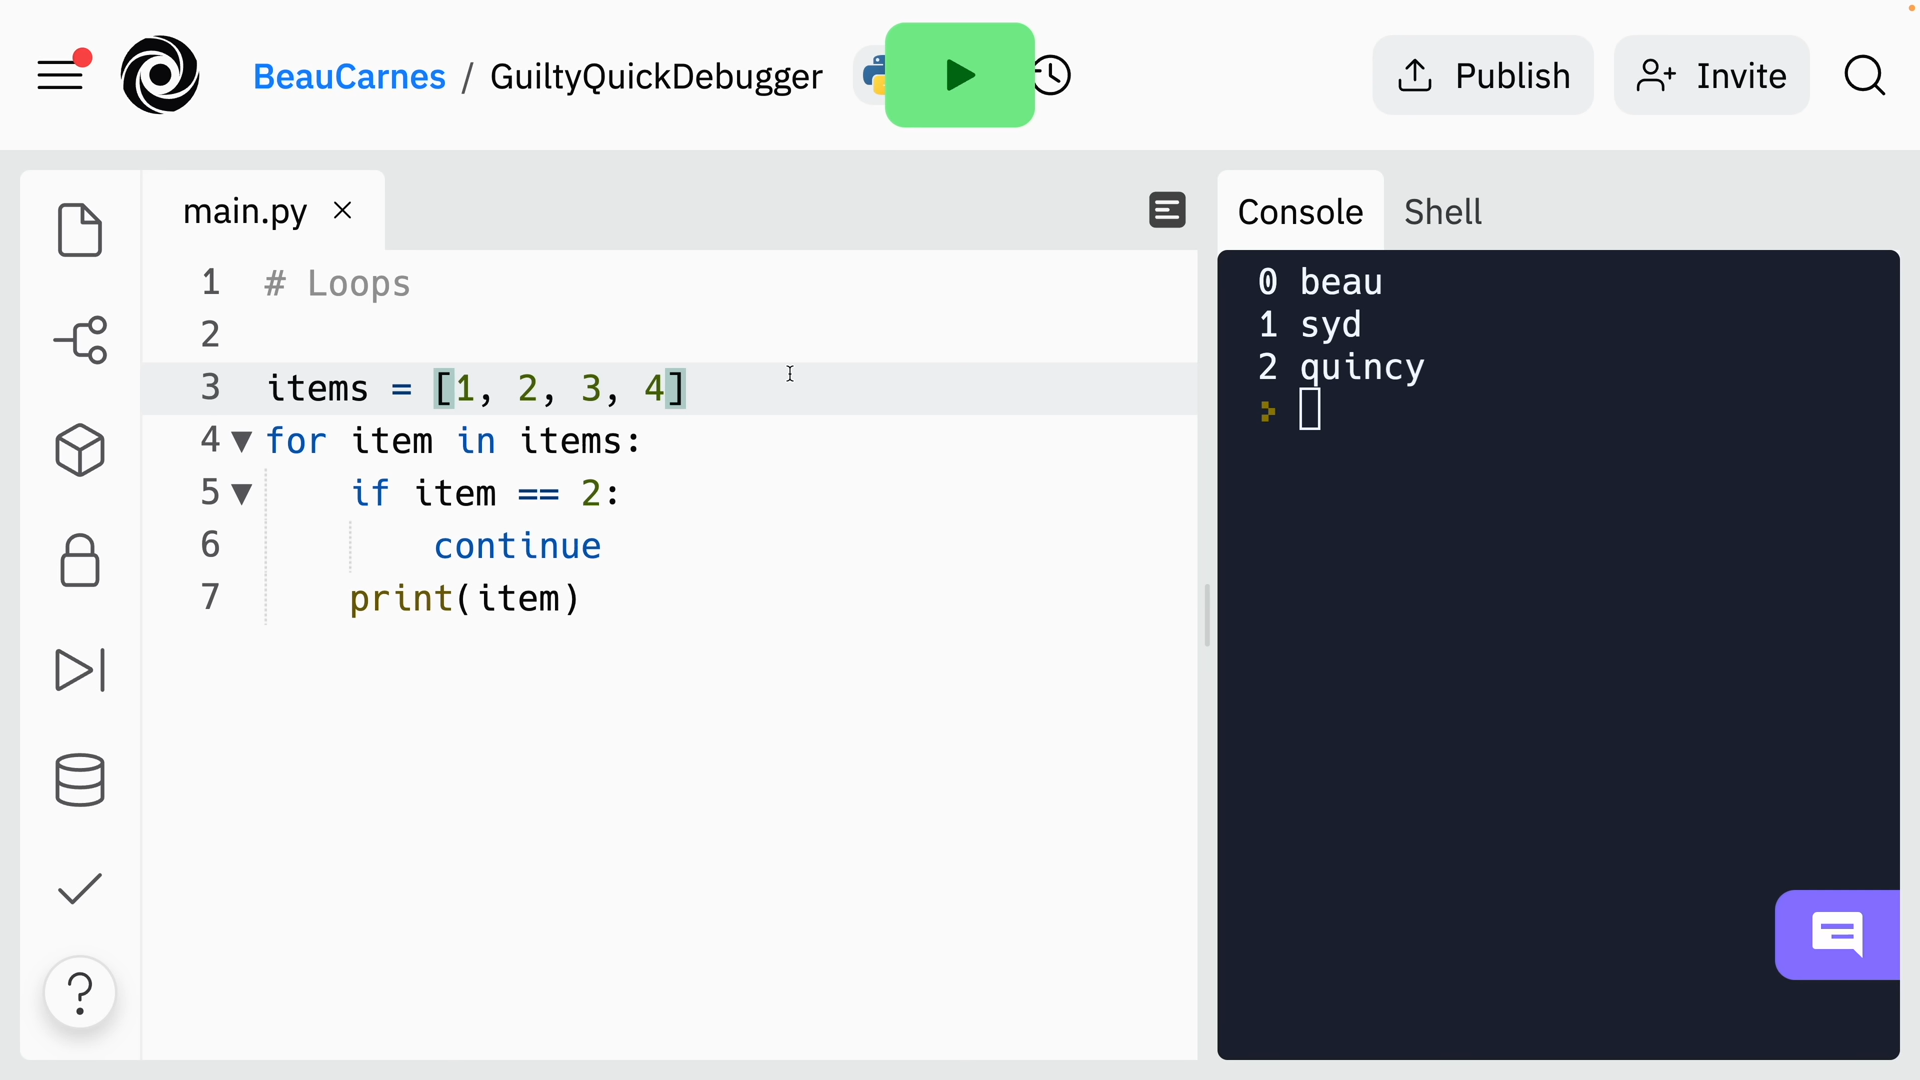 BeauCarnes / GuiltyQuickDebugger
Publish
Invite
main.py
Console
Shell
1 # Loops
2
3 items = [1, 2, 3, 4]
4 for item in items:
5     if item == 2:
6         continue
7     print(item)
0 beau
1 syd
2 quincy
?